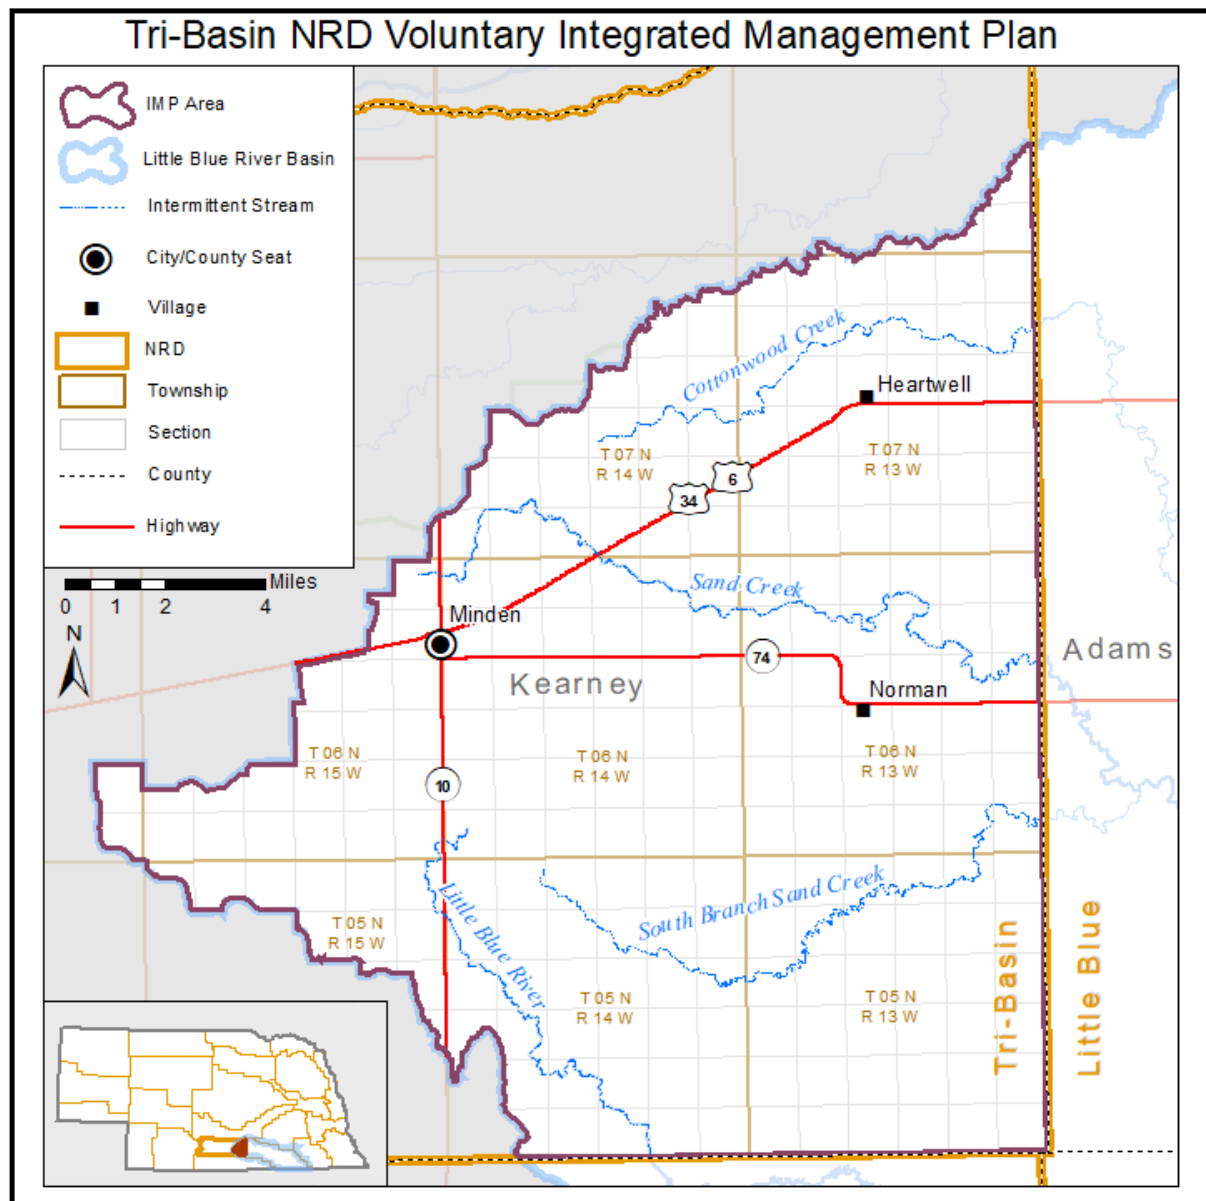 Tri-Basin NRD Voluntary Integrated Management Plan
IMP Area
Little Blue River Basin
Intermittent Stream
City/County Seat
Village
NRD
Township
Section
County
Highway
Miles
0 1 2 4
N
Cottonwood Creek
Heartwell
T 07 N
R 14 W
T 07 N
R 13 W
6
34
Sand Creek
Minden
74
Adams
Kearney
Norman
T 06 N
R 15 W
T 06 N
R 14 W
T 06 N
R 13 W
10
Little Blue River
South Branch Sand Creek
T 05 N
R 15 W
T 05 N
R 14 W
T 05 N
R 13 W
Tri-Basin
Little Blue